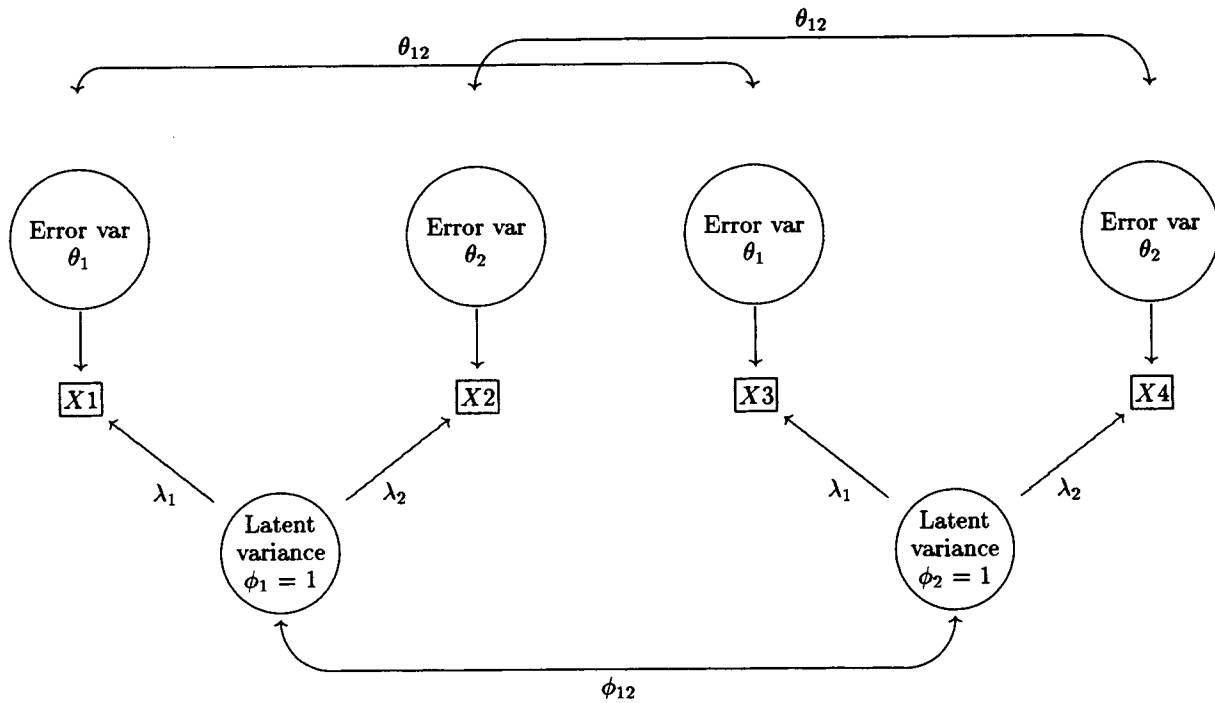 θ₁₂
θ₁₂
Error var
θ₁
Error var
θ₂
Error var
θ₁
Error var
θ₂
X1
X2
X3
X4
λ₁
λ₂
λ₁
λ₂
Latent
variance
ϕ₁ = 1
Latent
variance
ϕ₂ = 1
ϕ₁₂